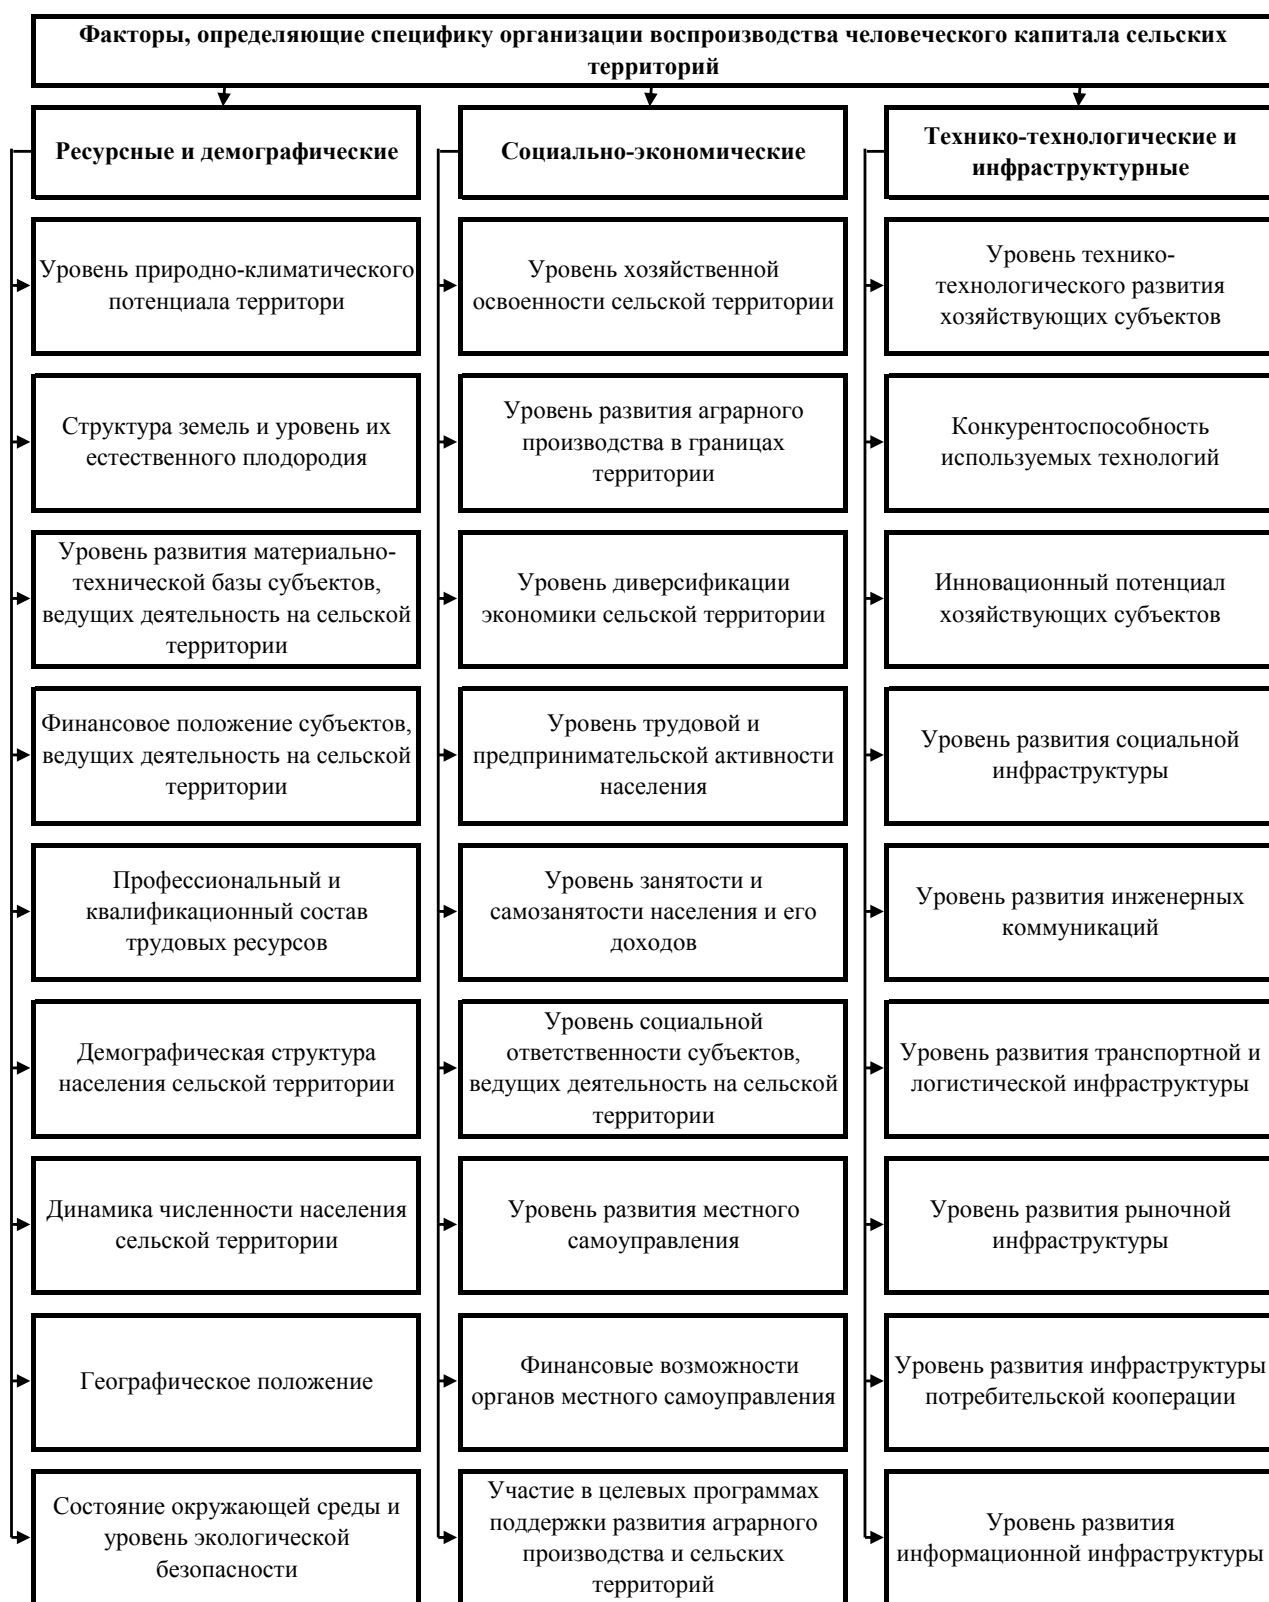 Факторы, определяющие специфику организации воспроизводства человеческого капитала сельских
территорий
Ресурсные и демографические
Уровень природно-климатического
потенциала территори
Структура земель и уровень их
естественного плодородия
Уровень развития материально-
технической базы субъектов,
ведущих деятельность на сельской
территории
Финансовое положение субъектов,
ведущих деятельность на сельской
территории
Профессиональный и
квалификационный состав
трудовых ресурсов
Демографическая структура
населения сельской территории
Динамика численности населения
сельской территории
Географическое положение
Состояние окружающей среды и
уровень экологической
безопасности
Социально-экономические
Уровень хозяйственной
освоенности сельской территории
Уровень развития аграрного
производства в границах
территории
Уровень диверсификации
экономики сельской территории
Уровень трудовой и
предпринимательской активности
населения
Уровень занятости и
самозанятости населения и его
доходов
Уровень социальной
ответственности субъектов,
ведущих деятельность на сельской
территории
Уровень развития местного
самоуправления
Финансовые возможности
органов местного самоуправления
Участие в целевых программах
поддержки развития аграрного
производства и сельских
территорий
Технико-технологические и
инфраструктурные
Уровень технико-
технологического развития
хозяйствующих субъектов
Конкурентоспособность
используемых технологий
Инновационный потенциал
хозяйствующих субъектов
Уровень развития социальной
инфраструктуры
Уровень развития инженерных
коммуникаций
Уровень развития транспортной и
логистической инфраструктуры
Уровень развития рыночной
инфраструктуры
Уровень развития инфраструктуры
потребительской кооперации
Уровень развития
информационной инфраструктуры